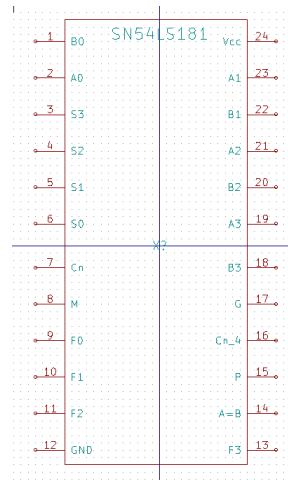 SN54LS181
1 B0 Vcc 24
2 A0 A1 23
3 S3 B1 22
4 S2 A2 21
5 S1 B2 20
6 S0 A3 19
X?
7 Cn B3 18
8 M G 17
9 F0 Cn_4 16
10 F1 P 15
11 F2 A=B 14
12 GND F3 13